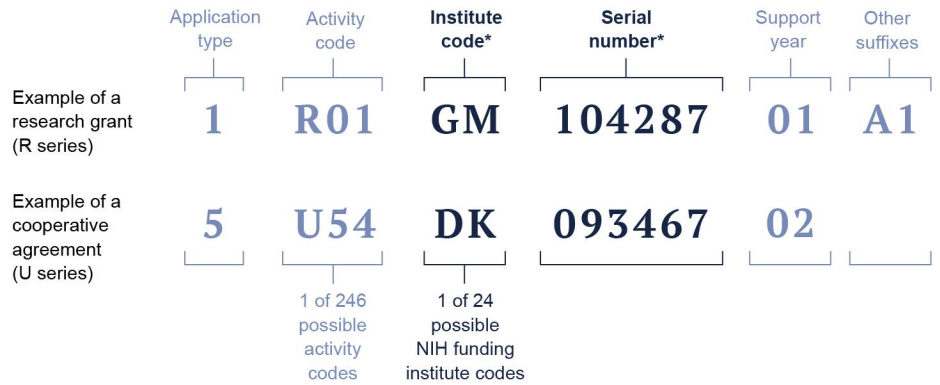 Application Activity Institute Serial Support Other
type code code* number* year suffixes
Example of a
research grant
(R series)
1 R01 GM 104287 01 A1
Example of a
cooperative
agreement
(U series)
5 U54 DK 093467 02
1 of 246
possible
activity
codes
1 of 24
possible
NIH funding
institute codes